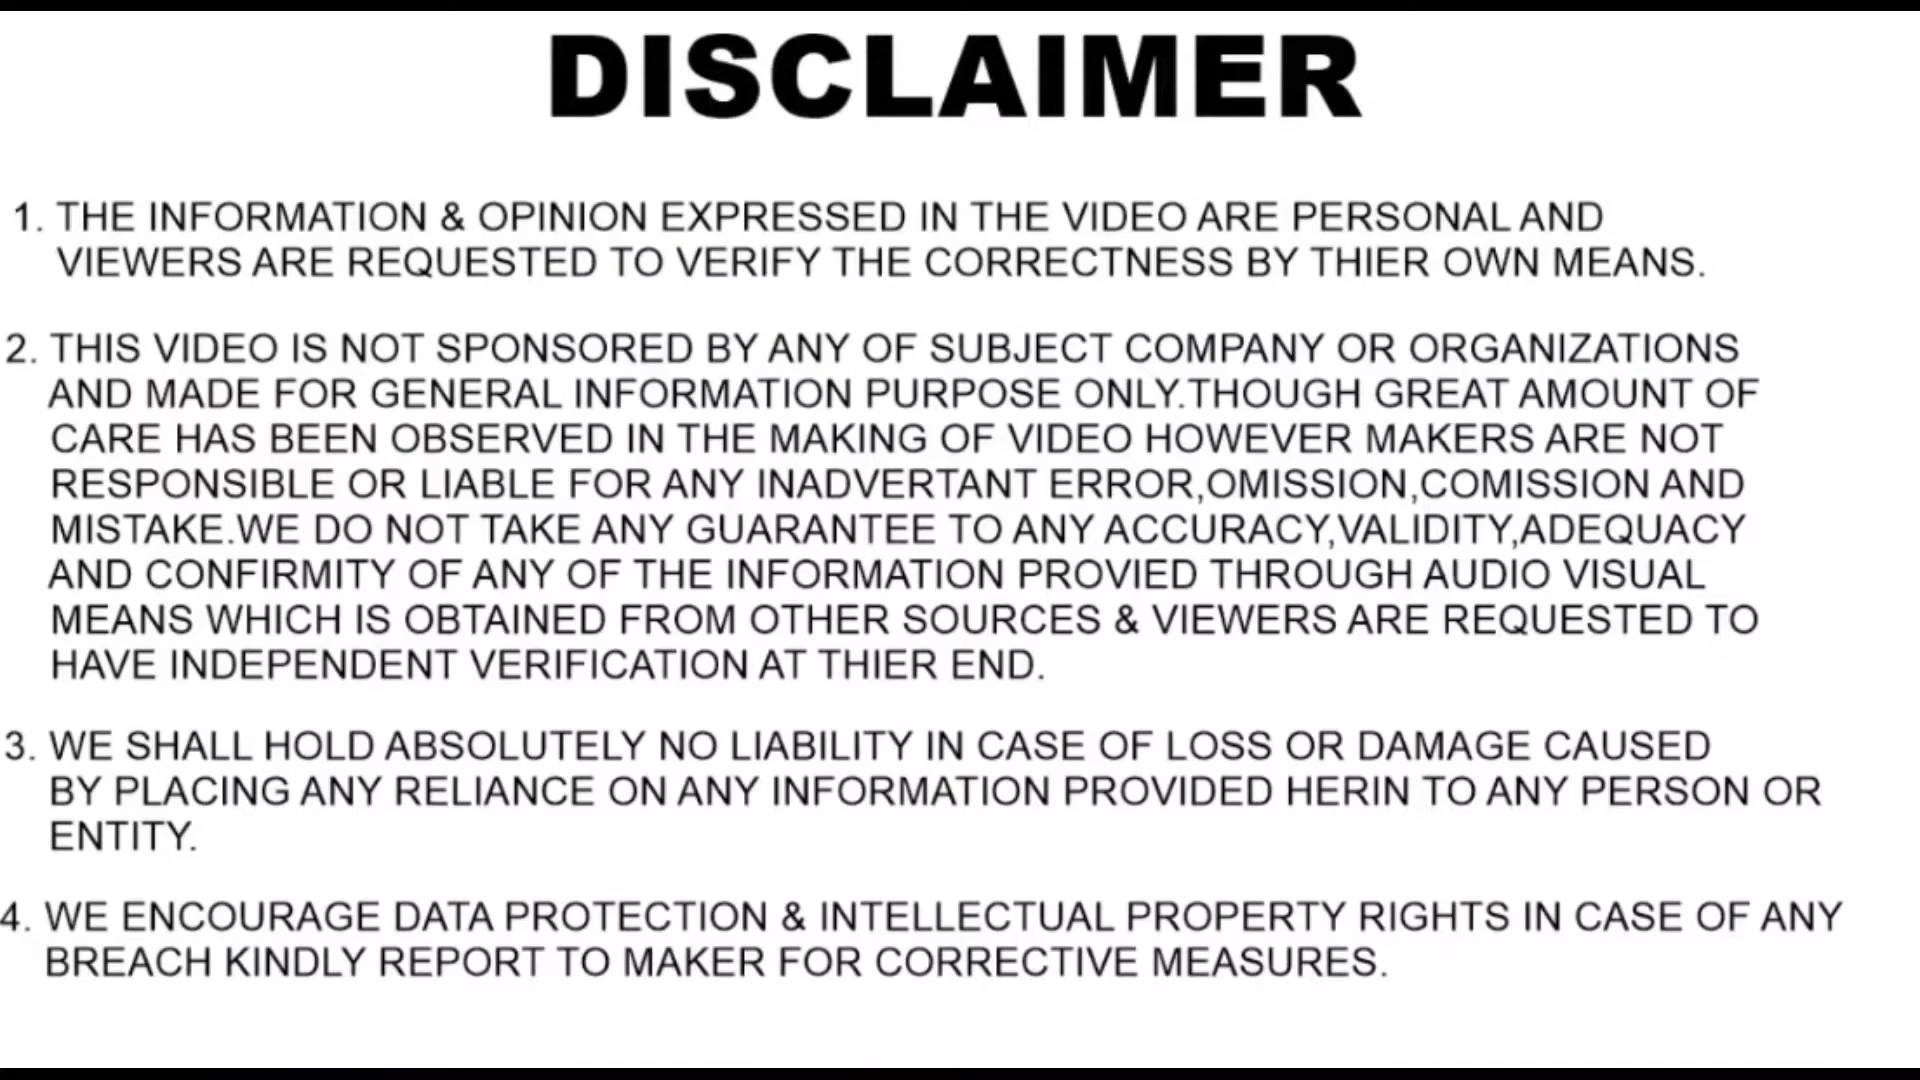 DISCLAIMER
1. THE INFORMATION & OPINION EXPRESSED IN THE VIDEO ARE PERSONAL AND
VIEWERS ARE REQUESTED TO VERIFY THE CORRECTNESS BY THIER OWN MEANS.
2. THIS VIDEO IS NOT SPONSORED BY ANY OF SUBJECT COMPANY OR ORGANIZATIONS
AND MADE FOR GENERAL INFORMATION PURPOSE ONLY.THOUGH GREAT AMOUNT OF
CARE HAS BEEN OBSERVED IN THE MAKING OF VIDEO HOWEVER MAKERS ARE NOT
RESPONSIBLE OR LIABLE FOR ANY INADVERTANT ERROR,OMISSION,COMISSION AND
MISTAKE.WE DO NOT TAKE ANY GUARANTEE TO ANY ACCURACY,VALIDITY,ADEQUACY
AND CONFIRMITY OF ANY OF THE INFORMATION PROVIED THROUGH AUDIO VISUAL
MEANS WHICH IS OBTAINED FROM OTHER SOURCES & VIEWERS ARE REQUESTED TO
HAVE INDEPENDENT VERIFICATION AT THIER END.
3. WE SHALL HOLD ABSOLUTELY NO LIABILITY IN CASE OF LOSS OR DAMAGE CAUSED
BY PLACING ANY RELIANCE ON ANY INFORMATION PROVIDED HERIN TO ANY PERSON OR
ENTITY.
4. WE ENCOURAGE DATA PROTECTION & INTELLECTUAL PROPERTY RIGHTS IN CASE OF ANY
BREACH KINDLY REPORT TO MAKER FOR CORRECTIVE MEASURES.